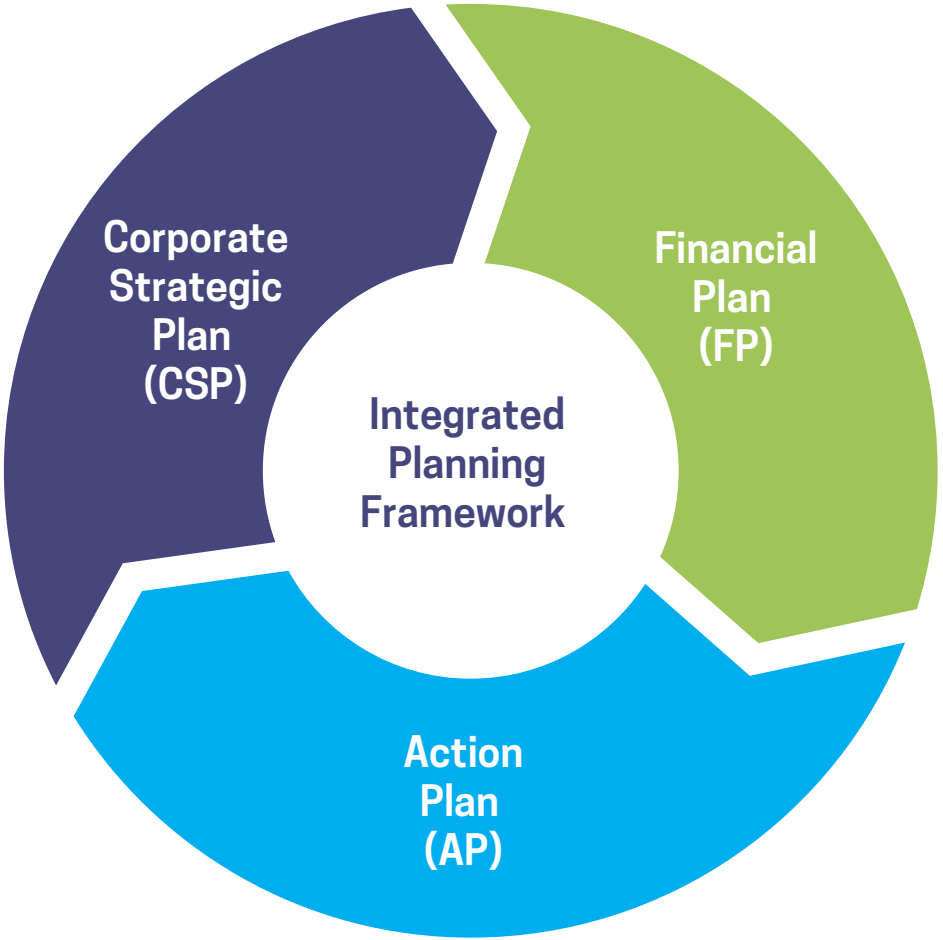 Corporate
Strategic
Plan
(CSP)
Financial
Plan
(FP)
Integrated
Planning
Framework
Action
Plan
(AP)